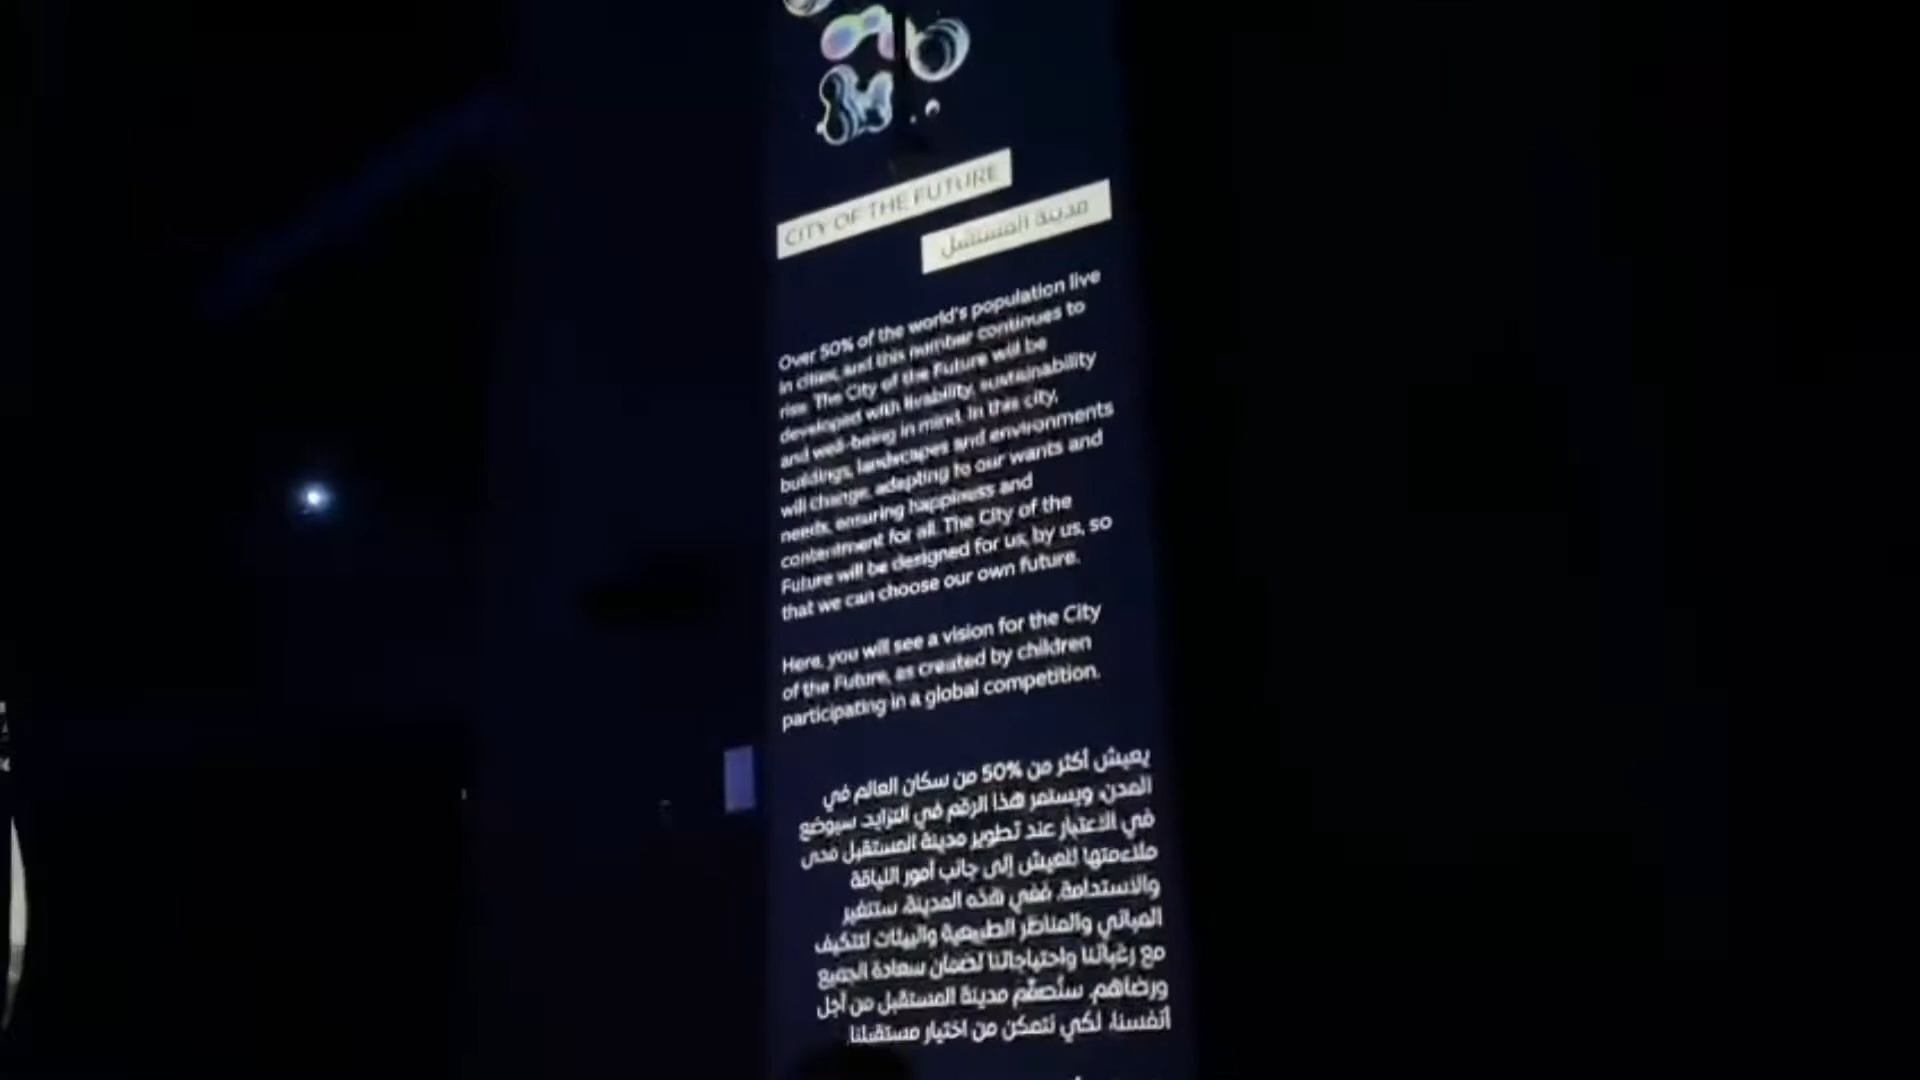 CITY OF THE FUTURE
مدينة المستقبل
Over 50% of the world's population live
in cities, and this number continues to
rise. The City of the Future will be
developed with livability, sustainability
and well-being in mind. In this city,
buildings, landscapes and environments
will change, adapting to our wants and
needs, ensuring happiness and
contentment for all. The City of the
Future will be designed for us, by us, so
that we can choose our own future.
Here, you will see a vision for the City
of the Future, as created by children
participating in a global competition.
يعيش أكثر من 50% من سكان العالم في
المدن، ويستمر هذا الرقم في التزايد. سيوضع
في الاعتبار عند تطوير مدينة المستقبل مدى
ملاءمتها للعيش إلى جانب أمور اللياقة
والاستدامة. ففي هذه المدينة، ستتغير
المباني والمناظر الطبيعية والبيئات لتتكيف
مع رغباتنا واحتياجاتنا لضمان سعادة الجميع
ورضاهم. ستُصمَّم مدينة المستقبل من أجل
أنفسنا، لكي نتمكن من اختيار مستقبلنا.